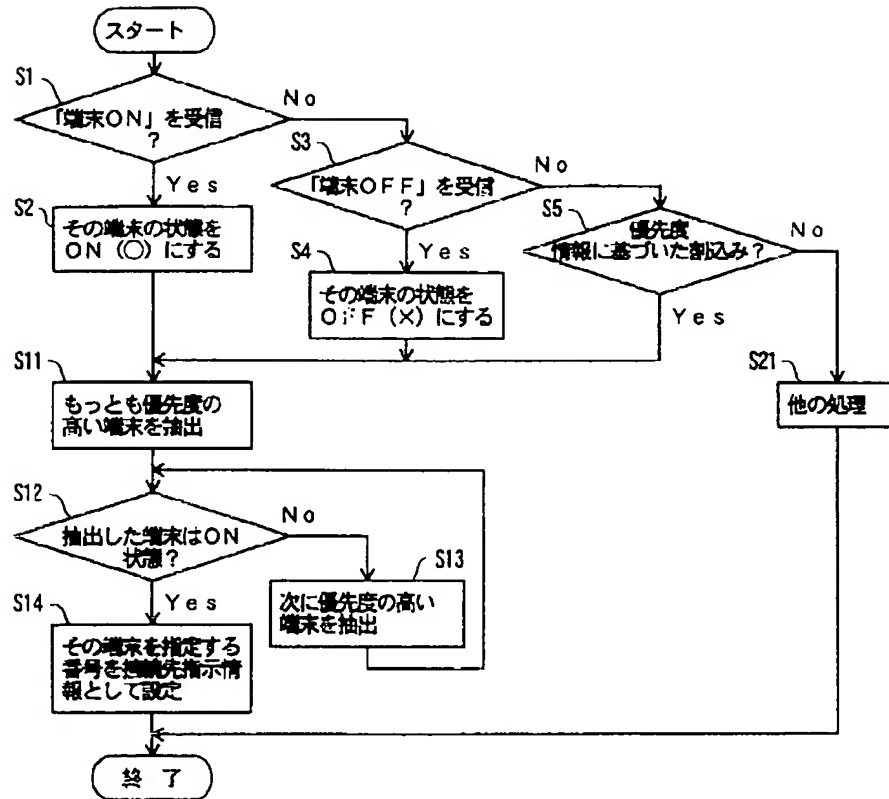 スタート
S1
「端末ON」を受信
?
No
Yes
S3
「端末OFF」を受信
?
No
Yes
S2
その端末の状態を
ON(○)にする
S4
その端末の状態を
OFF(×)にする
S5
優先度
情報に基づいた割込み?
No
Yes
S11
もっとも優先度の
高い端末を抽出
S21
他の処理
S12
抽出した端末はON
状態?
No
Yes
S13
次に優先度の高い
端末を抽出
S14
その端末を指定する
番号を接続先指示情
報として設定
終了